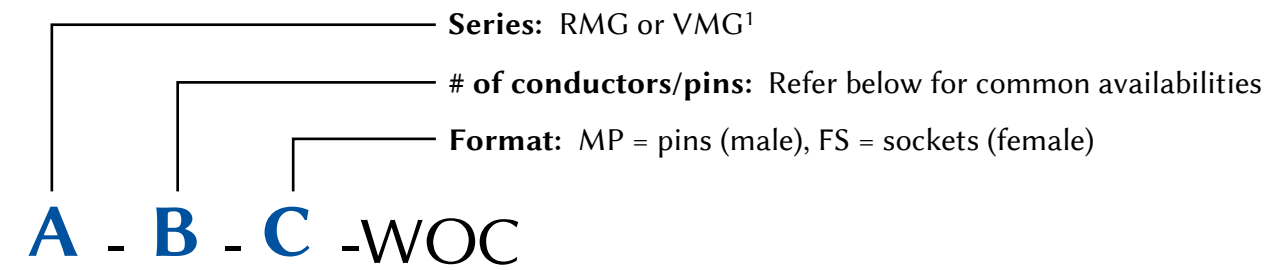 Series: RMG or VMG¹
# of conductors/pins: Refer below for common availabilities
Format: MP = pins (male), FS = sockets (female)
A - B - C -WOC